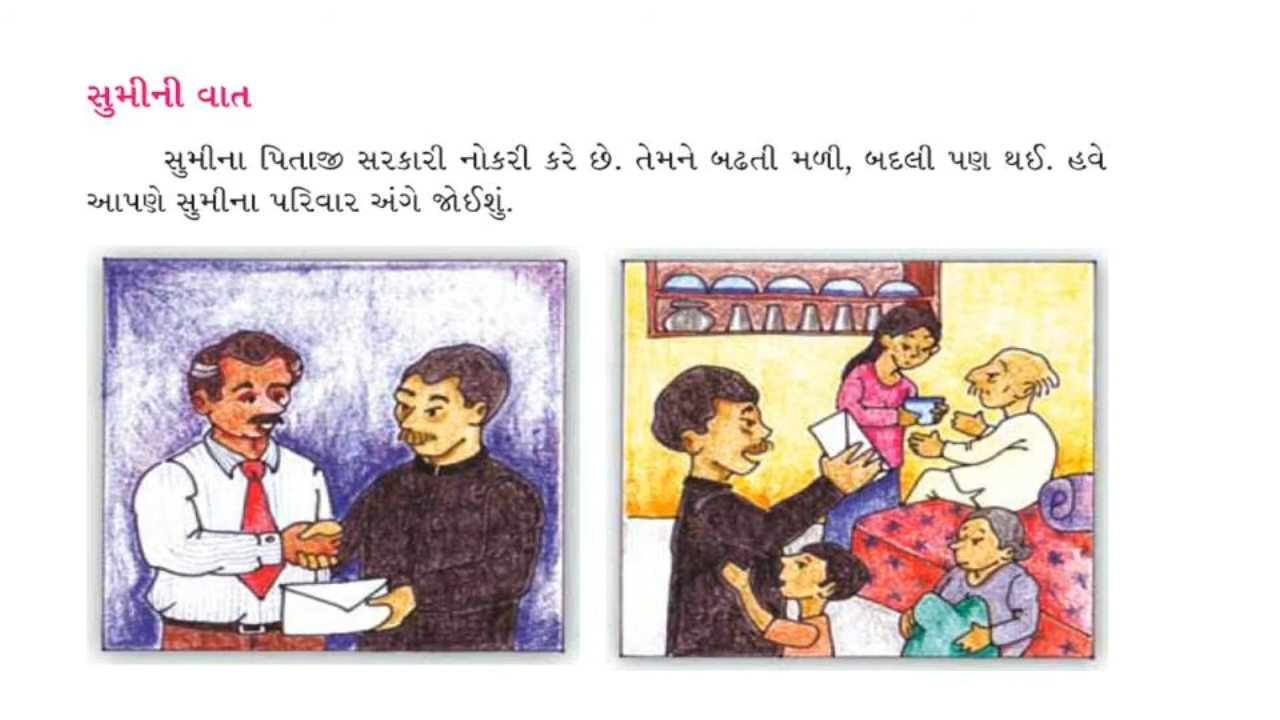 સુમીની વાત
સુમીના પિતાજી સરકારી નોકરી કરે છે. તેમને બઢતી મળી, બદલી પણ થઈ. હવે
આપણે સુમીના પરિવાર અંગે જોઈશું.